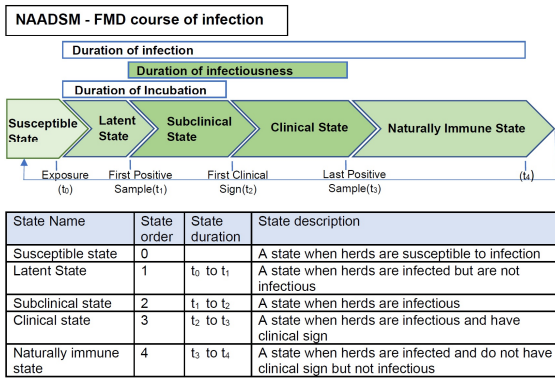 NAADSM - FMD course of infection
Duration of infection
Duration of infectiousness
Duration of Incubation
Susceptible
State
Latent
State
Subclinical
State
Clinical State
Naturally Immune State
Exposure
(t₀)
First Positive
Sample(t₁)
First Clinical
Sign(t₂)
Last Positive
Sample(t₃)
(t₄)
State Name State order State duration State description
Susceptible state 0 A state when herds are susceptible to infection
Latent State 1 t₀ to t₁ A state when herds are infected but are not
infectious
Subclinical state 2 t₁ to t₂ A state when herds are infectious
Clinical state 3 t₂ to t₃ A state when herds are infectious and have
clinical sign
Naturally immune
state 4 t₃ to t₄ A state when herds are infected and do not have
clinical sign but not infectious